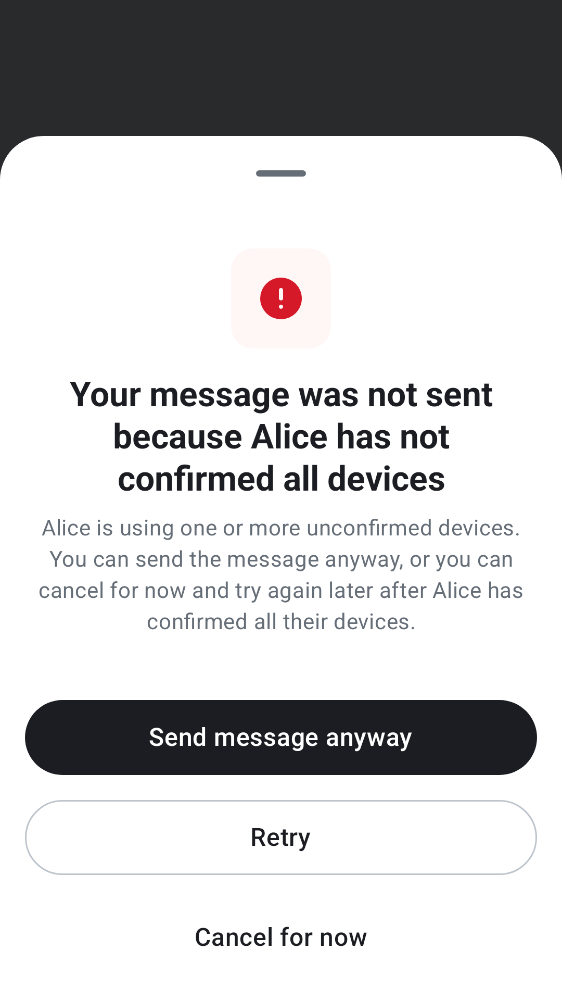 Your message was not sent
because Alice has not
confirmed all devices
Alice is using one or more unconfirmed devices.
You can send the message anyway, or you can
cancel for now and try again later after Alice has
confirmed all their devices.
Send message anyway
Retry
Cancel for now